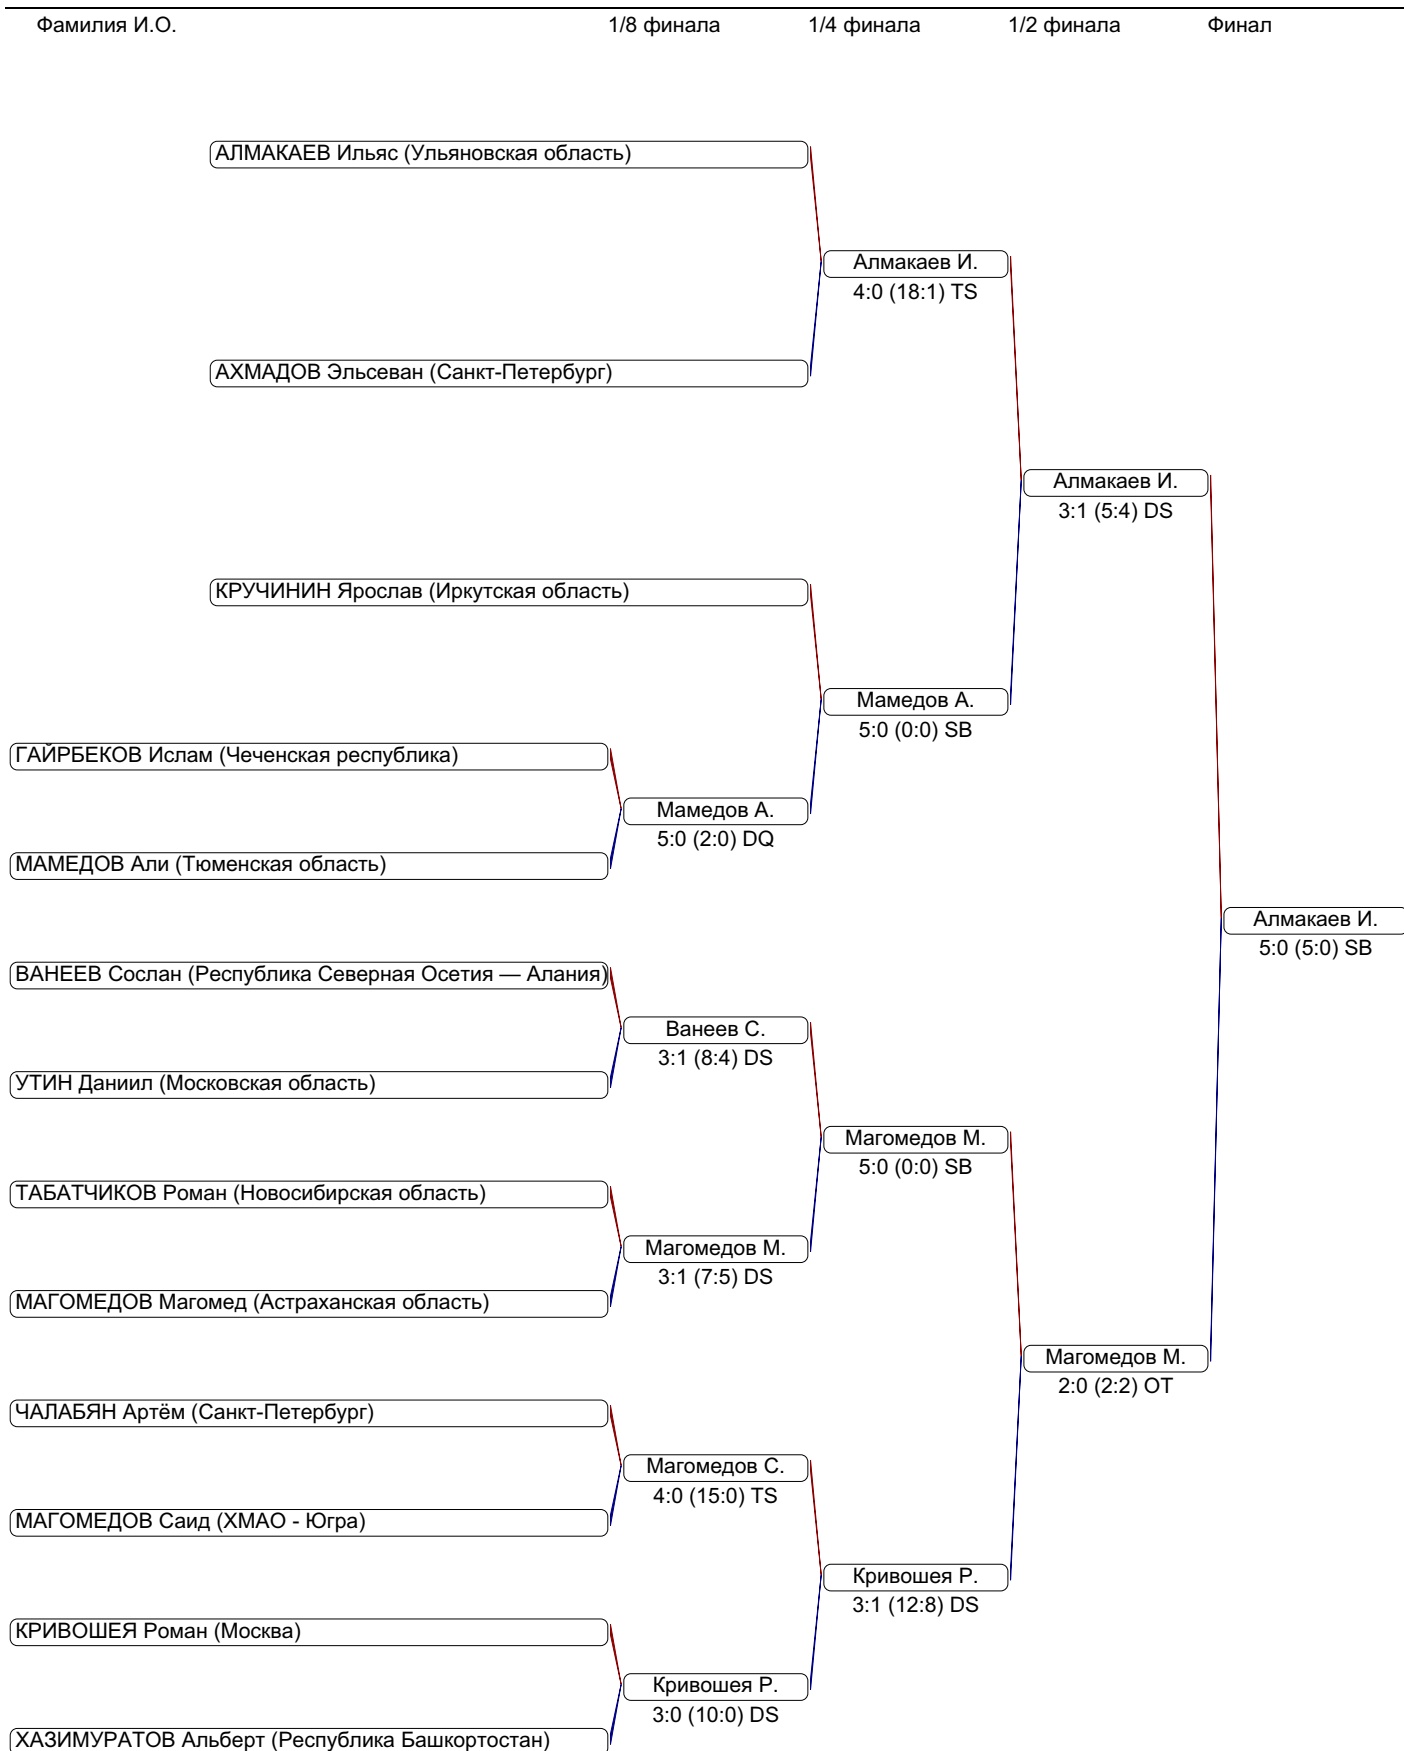 Фамилия И.О. 1/8 финала 1/4 финала 1/2 финала Финал
АЛМАКАЕВ Ильяс (Ульяновская область)
Алмакаев И.
4:0 (18:1) TS
АХМАДОВ Эльсеван (Санкт-Петербург)
Алмакаев И.
3:1 (5:4) DS
КРУЧИНИН Ярослав (Иркутская область)
Мамедов А.
5:0 (0:0) SB
ГАЙРБЕКОВ Ислам (Чеченская республика)
Мамедов А.
5:0 (2:0) DQ
МАМЕДОВ Али (Тюменская область)
Алмакаев И.
5:0 (5:0) SB
ВАНЕЕВ Сослан (Республика Северная Осетия — Алания)
Ванеев С.
3:1 (8:4) DS
УТИН Даниил (Московская область)
Магомедов М.
5:0 (0:0) SB
ТАБАТЧИКОВ Роман (Новосибирская область)
Магомедов М.
3:1 (7:5) DS
МАГОМЕДОВ Магомед (Астраханская область)
Магомедов М.
2:0 (2:2) OT
ЧАЛАБЯН Артём (Санкт-Петербург)
Магомедов С.
4:0 (15:0) TS
МАГОМЕДОВ Саид (ХМАО - Югра)
Кривошея Р.
3:1 (12:8) DS
КРИВОШЕЯ Роман (Москва)
Кривошея Р.
3:0 (10:0) DS
ХАЗИМУРАТОВ Альберт (Республика Башкортостан)